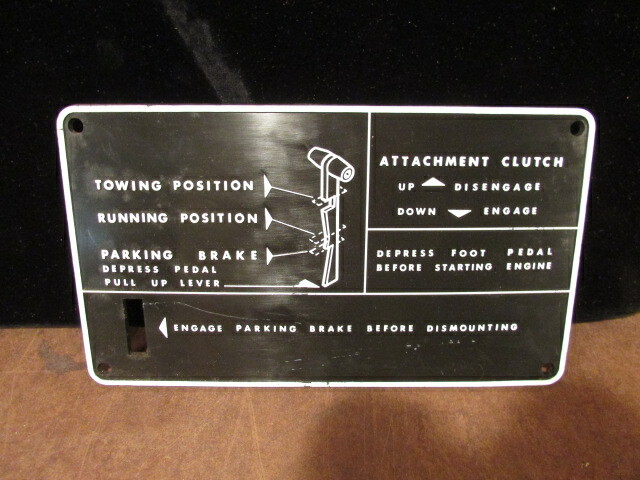 TOWING POSITION
RUNNING POSITION
PARKING BRAKE
DEPRESS PEDAL
PULL UP LEVER
ATTACHMENT CLUTCH
UP DISENGAGE
DOWN ENGAGE
DEPRESS FOOT PEDAL
BEFORE STARTING ENGINE
ENGAGE PARKING BRAKE BEFORE DISMOUNTING